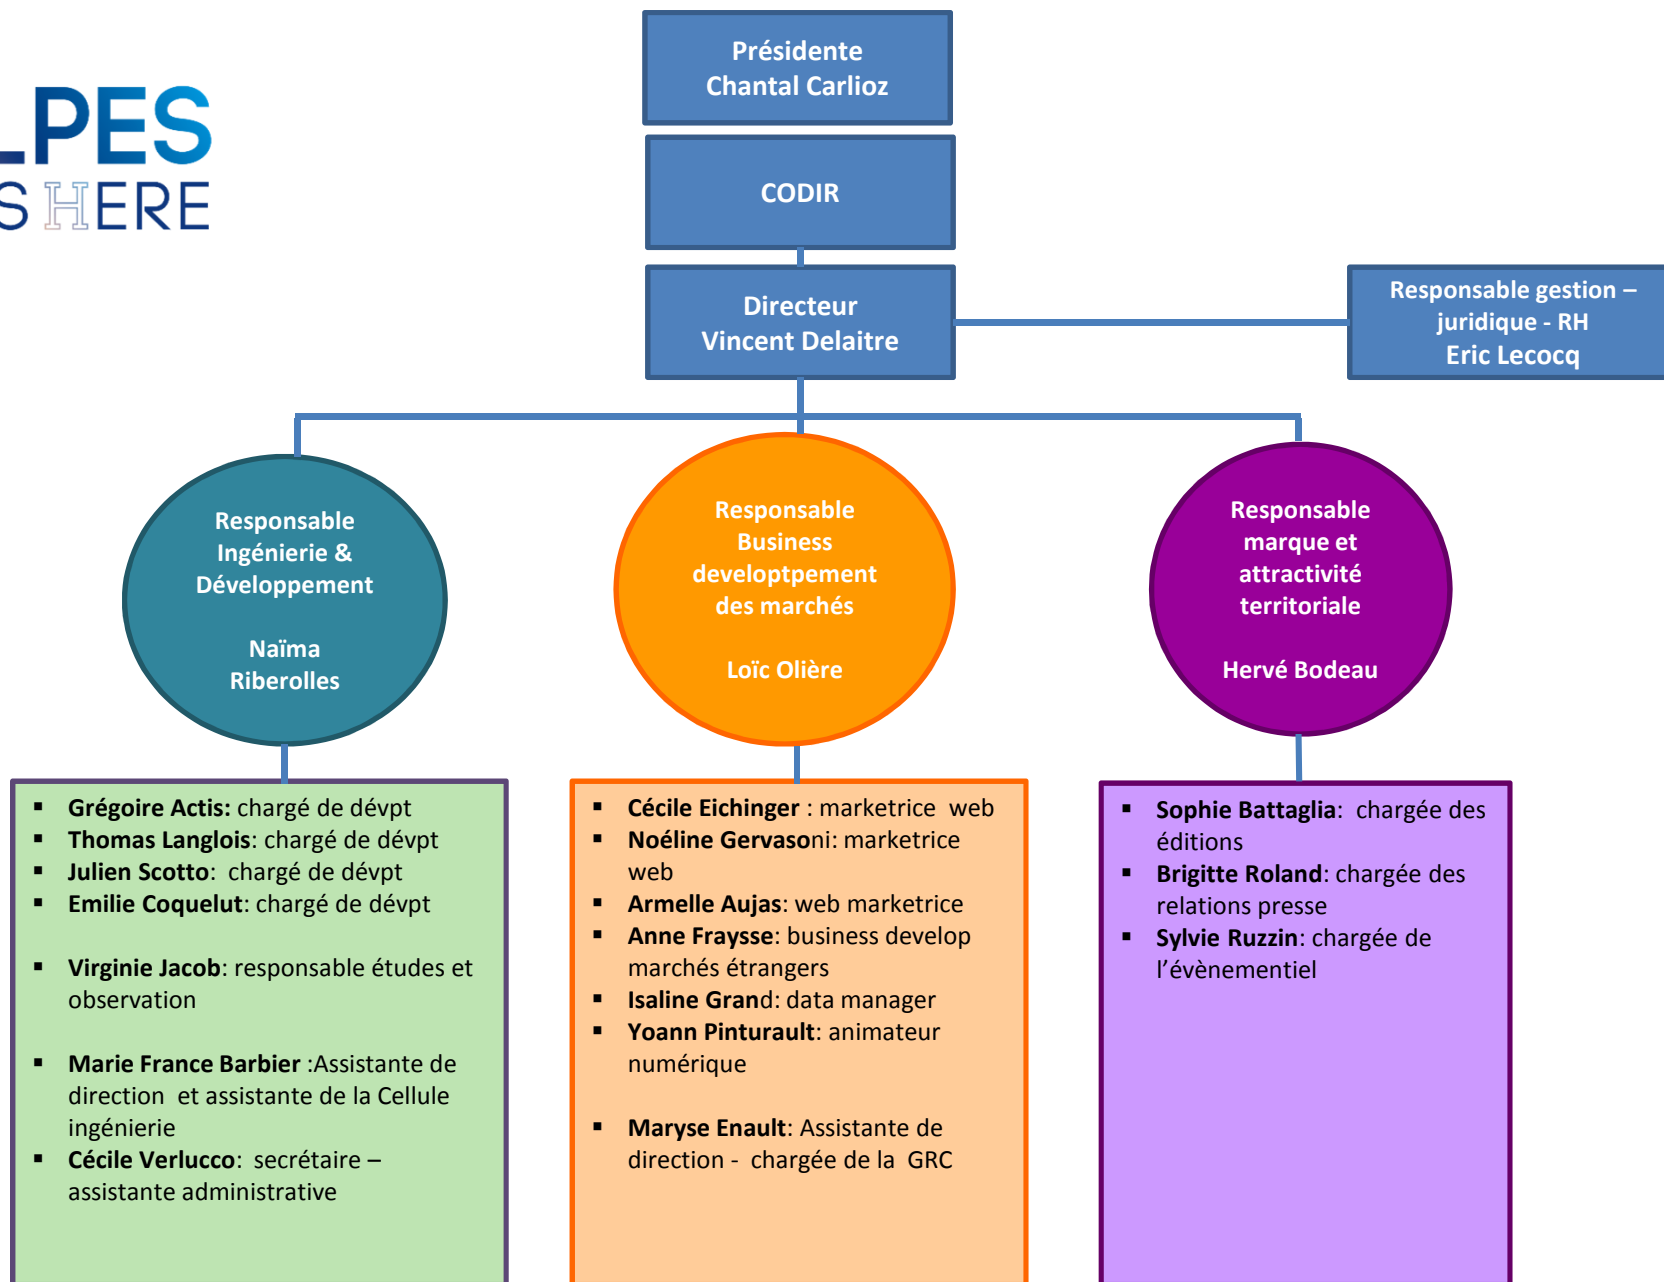 Présidente
Chantal Carlioz
LPES
S HERE
CODIR
Directeur
Vincent Delaitre
Responsable gestion –
juridique - RH
Eric Lecocq
Responsable
Ingénierie &
Développement
Naïma
Riberolles
Responsable
Business
developtpement
des marchés
Loïc Olière
Responsable
marque et
attractivité
territoriale
Hervé Bodeau
▪ Grégoire Actis: chargé de dévpt
▪ Thomas Langlois: chargé de dévpt
▪ Julien Scotto: chargé de dévpt
▪ Emilie Coquelut: chargé de dévpt
▪ Virginie Jacob: responsable études et
observation
▪ Marie France Barbier :Assistante de
direction et assistante de la Cellule
ingénierie
▪ Cécile Verlucco: secrétaire –
assistante administrative
▪ Cécile Eichinger : marketrice web
▪ Noéline Gervasoni: marketrice
web
▪ Armelle Aujas: web marketrice
▪ Anne Fraysse: business develop
marchés étrangers
▪ Isaline Grand: data manager
▪ Yoann Pinturault: animateur
numérique
▪ Maryse Enault: Assistante de
direction - chargée de la GRC
▪ Sophie Battaglia: chargée des
éditions
▪ Brigitte Roland: chargée des
relations presse
▪ Sylvie Ruzzin: chargée de
l’évènementiel